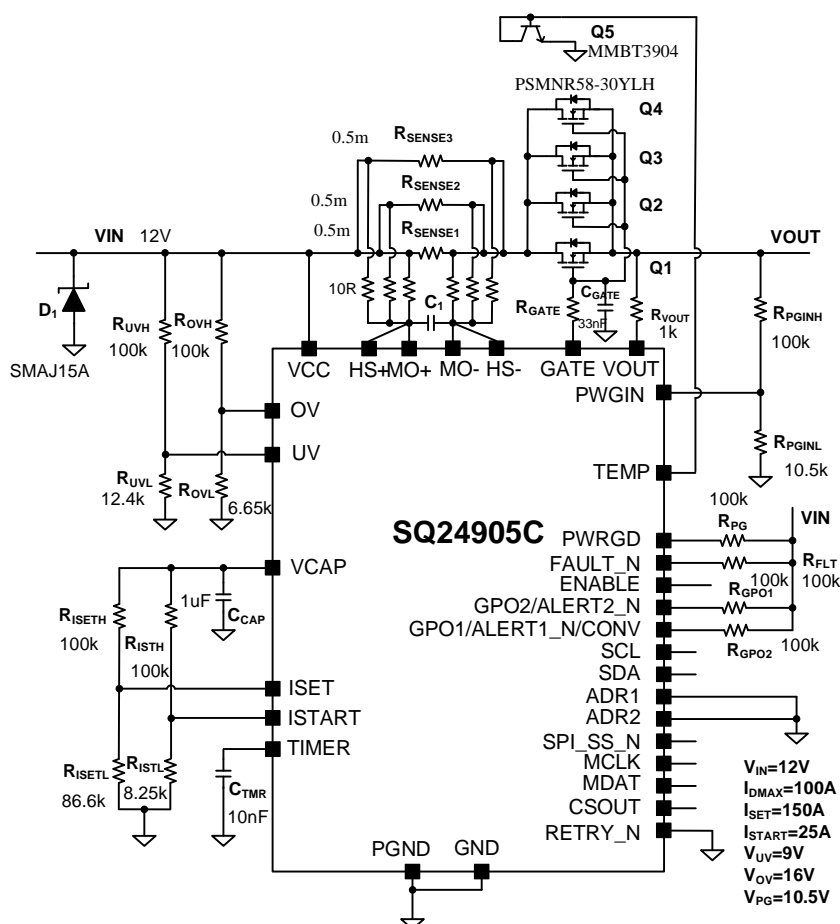 Q5
MMBT3904
PSMNR58-30YLH
Q4
Q3
Q2
Q1
0.5m
RSENSE3
0.5m
RSENSE2
0.5m
RSENSE1
VIN 12V
VOUT
D1
SMAJ15A
RUVH
100k
ROVH
100k
10R
C1
RGATE
CGATE
33nF
RVOUT
1k
RPGINH
100k
VCC
HS+
MO+
MO-
HS-
GATE
VOUT
OV
UV
PWGIN
RUVL
12.4k
ROVL
6.65k
RPGINL
10.5k
TEMP
SQ24905C
VCAP
1uF
CCAP
RISETH
100k
RISTH
100k
ISET
ISTART
TIMER
RISETL
86.6k
RISTL
8.25k
CTMR
10nF
100k
RPG
VIN
PWRGD
FAULT_N
100k
RFLT
100k
ENABLE
RGPO1
GPO2/ALERT2_N
GPO1/ALERT1_N/CONV
RGPO2
100k
SCL
SDA
ADR1
ADR2
SPI_SS_N
MCLK
MDAT
CSOUT
RETRY_N
PGND
GND
VIN=12V
IDMAX=100A
ISET=150A
ISTART=25A
VUV=9V
VOV=16V
VPG=10.5V